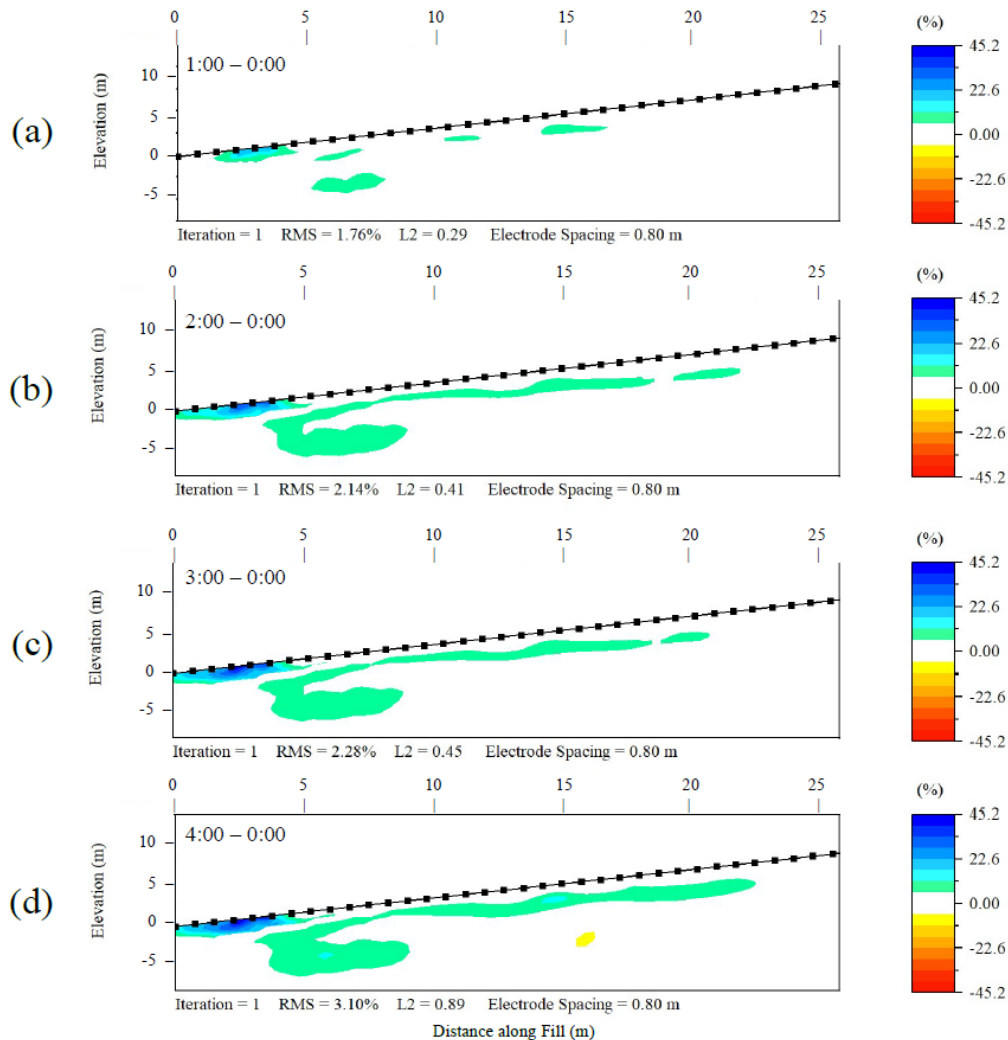 0 5 10 15 20 25 (%)
(a)
Elevation (m)
10
5
0
-5
1:00 – 0:00
45.2
22.6
0.00
-22.6
-45.2
Iteration = 1 RMS = 1.76% L2 = 0.29 Electrode Spacing = 0.80 m
0 5 10 15 20 25 (%)
(b)
Elevation (m)
10
5
0
-5
2:00 – 0:00
45.2
22.6
0.00
-22.6
-45.2
Iteration = 1 RMS = 2.14% L2 = 0.41 Electrode Spacing = 0.80 m
0 5 10 15 20 25 (%)
(c)
Elevation (m)
10
5
0
-5
3:00 – 0:00
45.2
22.6
0.00
-22.6
-45.2
Iteration = 1 RMS = 2.28% L2 = 0.45 Electrode Spacing = 0.80 m
0 5 10 15 20 25 (%)
(d)
Elevation (m)
10
5
0
-5
4:00 – 0:00
45.2
22.6
0.00
-22.6
-45.2
Iteration = 1 RMS = 3.10% L2 = 0.89 Electrode Spacing = 0.80 m
Distance along Fill (m)